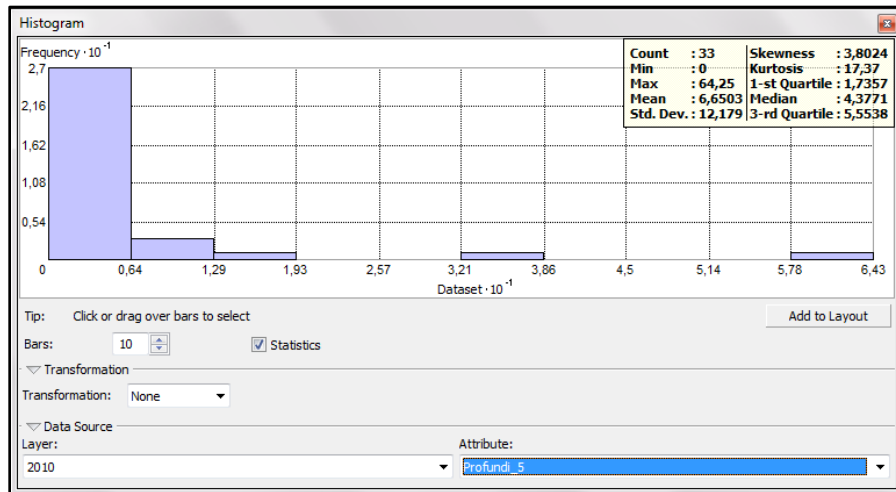 Histogram
Frequency · 10 -1
Count : 33 Skewness : 3,8024
Min : 0 Kurtosis : 17,37
Max : 64,25 1-st Quartile : 1,7357
Mean : 6,6503 Median : 4,3771
Std. Dev. : 12,179 3-rd Quartile : 5,5538
2,7
2,16
1,62
1,08
0,54
0 0,64 1,29 1,93 2,57 3,21 3,86 4,5 5,14 5,78 6,43
Dataset · 10 -1
Tip: Click or drag over bars to select Add to Layout
Bars: 10 Statistics
Transformation
Transformation: None
Data Source
Layer: Attribute:
2010 Profundi_5